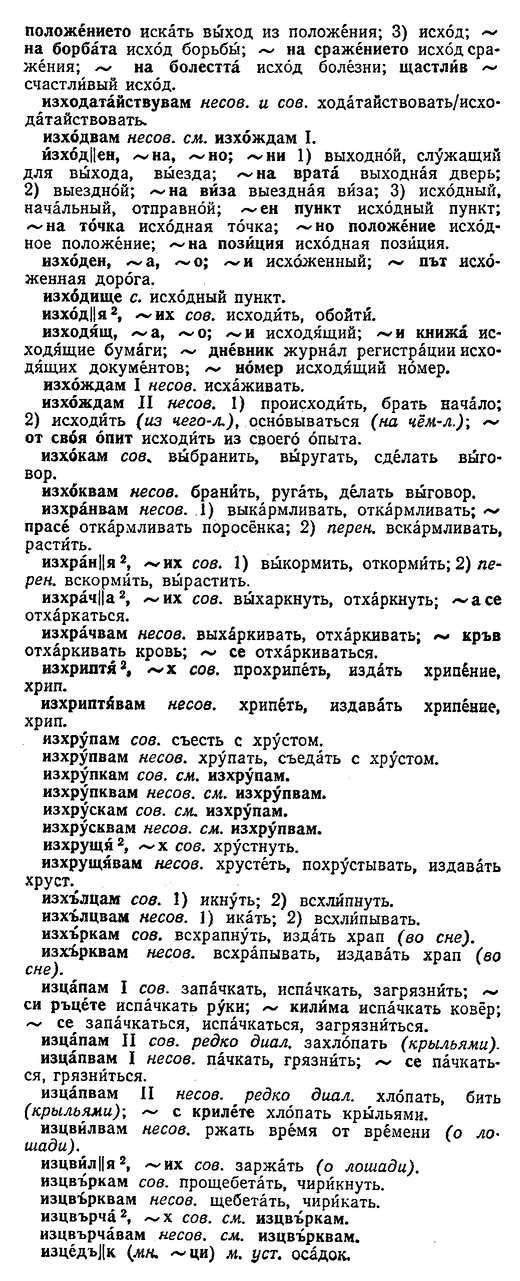 положе́нието иска́ть вы́ход из положе́ния; 3) исхо́д; ~
на борба́та исхо́д борьбы́; ~ на сраже́нието исхо́д сра-
же́ния; ~ на болестта́ исхо́д боле́зни; щастли́в ~
счастли́вый исхо́д.
изходата́йствувам несов. и сов. хода́тайствовать/исхо-
да́тайствовать.
изхо́двам несов. см. изхо́ждам I.
и́зход||ен, ~на, ~но; ~ни 1) выходно́й, слу́жащий
для вы́хода, вы́езда; ~на врата́ выходна́я дверь;
2) выездно́й; ~на ви́за выездна́я ви́за; 3) исхо́дный,
нача́льный, отправно́й; ~ен пункт исхо́дный пункт;
~на то́чка исхо́дная то́чка; ~но положе́ние исхо́д-
ное положе́ние; ~на пози́ция исхо́дная пози́ция.
изхо́ден, ~а, ~о; ~и исхо́женный; ~ път исхо́-
женная доро́га.
изхо́дище с. исхо́дный пункт.
изхо́д||я², ~их сов. исходи́ть, обойти́.
изходя́щ, ~а, ~о; ~и исходя́щий; ~и книжа́ ис-
ходя́щие бума́ги; ~ дне́вник журна́л регистра́ции исхо-
дя́щих докуме́нтов; ~ но́мер исходя́щий но́мер.
изхо́ждам I несов. исха́живать.
изхо́ждам II несов. 1) происходи́ть, брать нача́ло;
2) исходи́ть (из чего-л.), осно́вываться (на чём-л.); ~
от своя́ о́пит исходи́ть из своего́ о́пыта.
изхо́кам сов. вы́бранить, вы́ругать, сде́лать вы́го-
вор.
изхо́квам несов. брани́ть, руга́ть, де́лать вы́говор.
изхра́нвам несов. 1) выка́рмливать, отка́рмливать; ~
прасе́ отка́рмливать поросёнка; 2) перен. вска́рмливать,
расти́ть.
изхра́н||я², ~их сов. 1) вы́кормить, откорми́ть; 2) пе-
рен. вскорми́ть, вы́растить.
изхра́ч||а², ~их сов. вы́харкнуть, отха́ркнуть; ~а се
отха́ркаться.
изхра́чвам несов. выха́ркивать, отха́ркивать; ~ кръв
отха́ркивать кровь; ~ се отха́ркиваться.
изхриптя́², ~х сов. прохрипе́ть, изда́ть хрипе́ние,
хрип.
изхриптя́вам несов. хрипе́ть, издава́ть хрипе́ние,
хрип.
изхру́пам сов. съесть с хру́стом.
изхру́пвам несов. хру́пать, съеда́ть с хру́стом.
изхру́пкам сов. см. изхру́пам.
изхру́пквам несов. см. изхру́пвам.
изхру́скам сов. см. изхру́пам.
изхру́сквам несов. см. изхру́пвам.
изхрущя́², ~х сов. хру́стнуть.
изхрущя́вам несов. хрусте́ть, похру́стывать, издава́ть
хруст.
изхъ́лцам сов. 1) икну́ть; 2) всхли́пнуть.
изхъ́лцвам несов. 1) ика́ть; 2) всхли́пывать.
изхъ́ркам сов. всхрапну́ть, изда́ть храп (во сне).
изхъ́рквам несов. всхра́пывать, издава́ть храп (во
сне).
изца́пам I сов. запа́чкать, испа́чкать, загрязни́ть; ~
си ръце́те испа́чкать ру́ки; ~ кили́ма испа́чкать ковёр;
~ се запа́чкаться, испа́чкаться, загрязни́ться.
изца́пам II сов. редко диал. захло́пать (крыльями).
изца́пвам I несов. па́чкать, грязни́ть; ~ се па́чкать-
ся, грязни́ться.
изца́пвам II несов. редко диал. хло́пать, бить
(крыльями); ~ с криле́те хло́пать кры́льями.
изцви́лвам несов. ржать вре́мя от вре́мени (о ло-
шади).
изцви́л||я², ~их сов. заржа́ть (о лошади).
изцвъ́ркам сов. прощебета́ть, чири́кнуть.
изцвъ́рквам несов. щебета́ть, чири́кать.
изцвърча́², ~х сов. см. изцвъ́ркам.
изцвърча́вам несов. см. изцвъ́рквам.
изце́дъ||к (мн. ~ци) м. уст. оса́док.